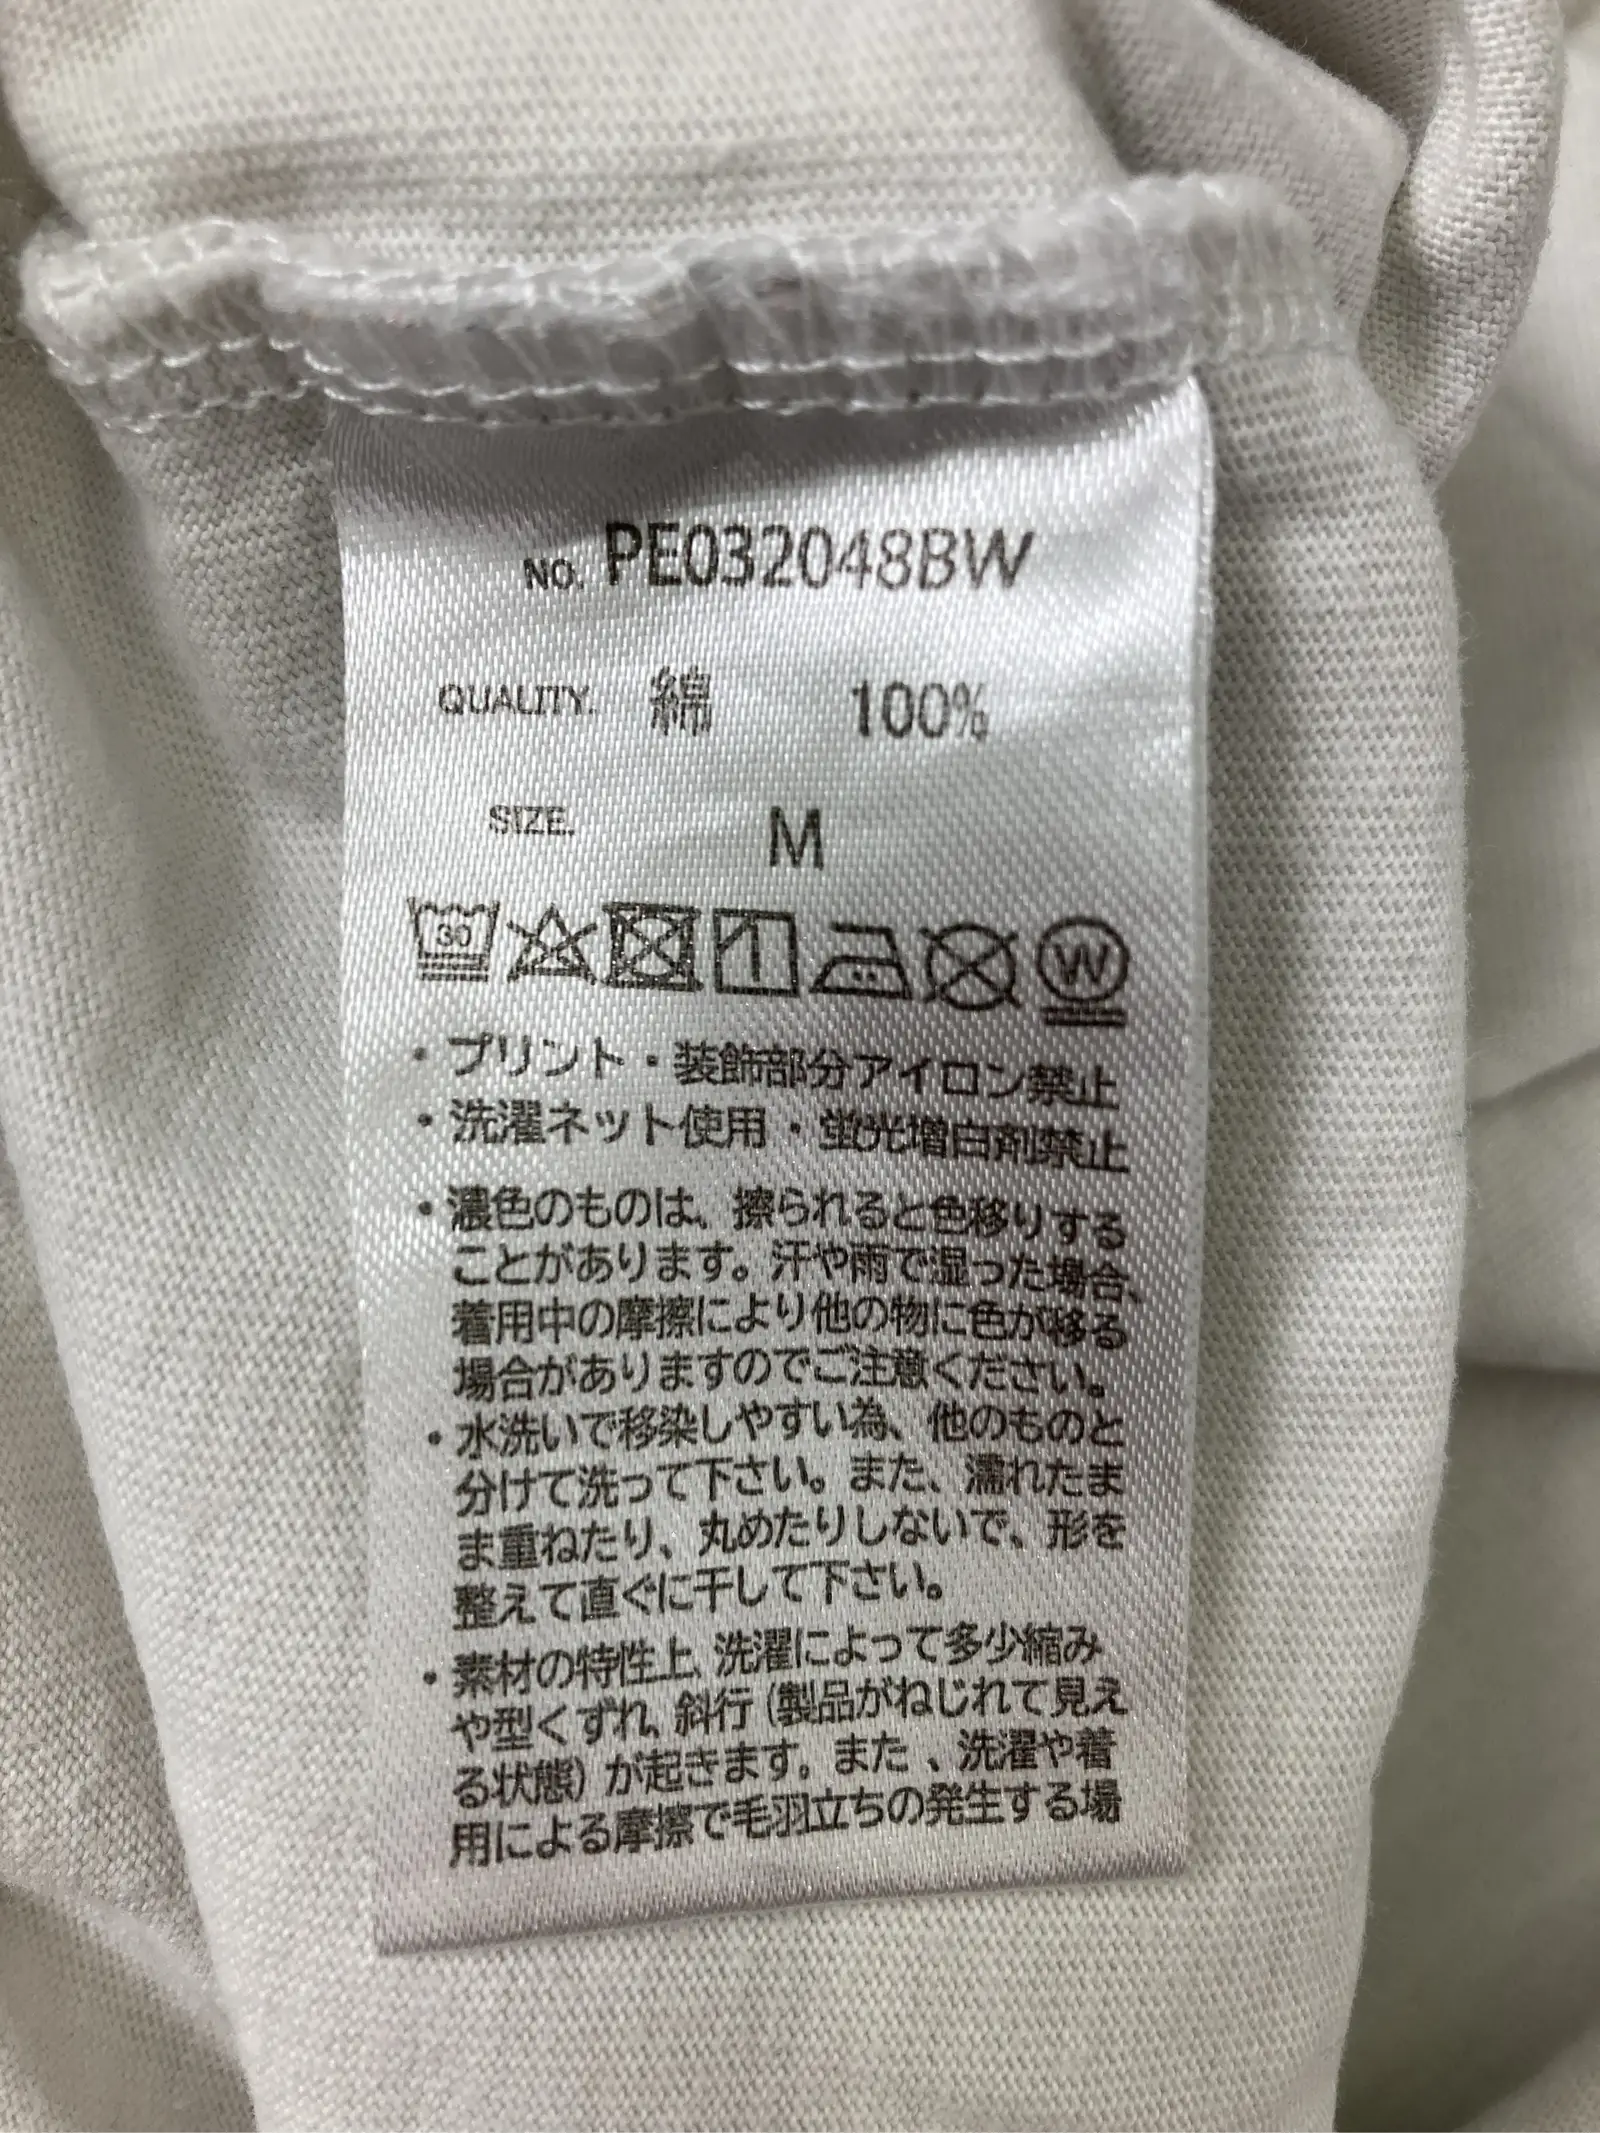 NO. PE032048BW
QUALITY. 綿 100%
SIZE. M
30 W
・プリント・装飾部分アイロン禁止
・洗濯ネット使用・蛍光増白剤禁止
・濃色のものは、擦られると色移りする
ことがあります。汗や雨で湿った場合、
着用中の摩擦により他の物に色が移る
場合がありますのでご注意ください。
・水洗いで移染しやすい為、他のものと
分けて洗って下さい。また、濡れたま
ま重ねたり、丸めたりしないで、形を
整えて直ぐに干して下さい。
・素材の特性上、洗濯によって多少縮み
や型くずれ、斜行(製品がねじれて見え
る状態)が起きます。また、洗濯や着
用による摩擦で毛羽立ちの発生する場